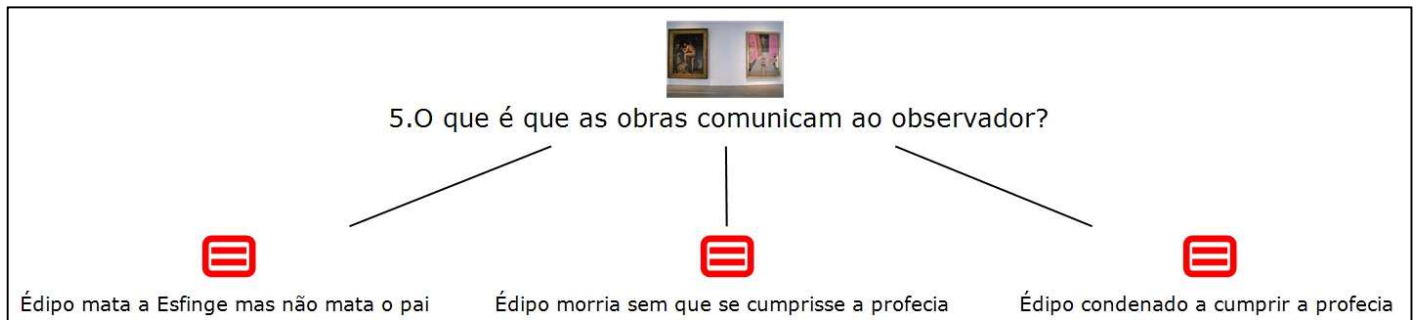 5.O que é que as obras comunicam ao observador?
Édipo mata a Esfinge mas não mata o pai
Édipo morria sem que se cumprisse a profecia
Édipo condenado a cumprir a profecia